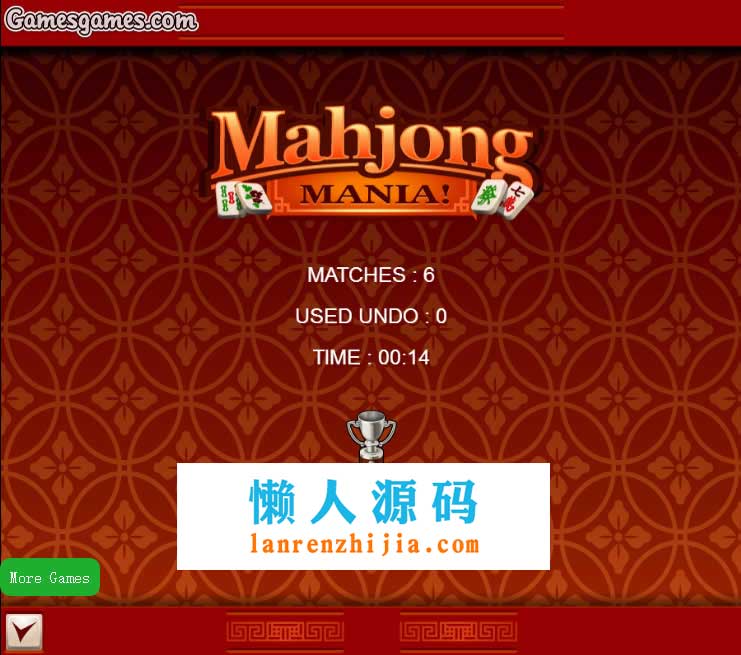 Gamesgames.com
Mahjong
MANIA!
MATCHES : 6
USED UNDO : 0
TIME : 00:14
懒人源码
lanrenzhijia.com
More Games